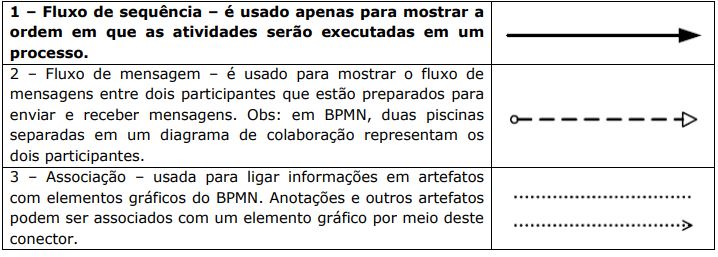 1 – Fluxo de sequência – é usado apenas para mostrar a
ordem em que as atividades serão executadas em um
processo.
2 – Fluxo de mensagem – é usado para mostrar o fluxo de
mensagens entre dois participantes que estão preparados para
enviar e receber mensagens. Obs: em BPMN, duas piscinas
separadas em um diagrama de colaboração representam os
dois participantes.
3 – Associação – usada para ligar informações em artefatos
com elementos gráficos do BPMN. Anotações e outros artefatos
podem ser associados com um elemento gráfico por meio deste
conector.